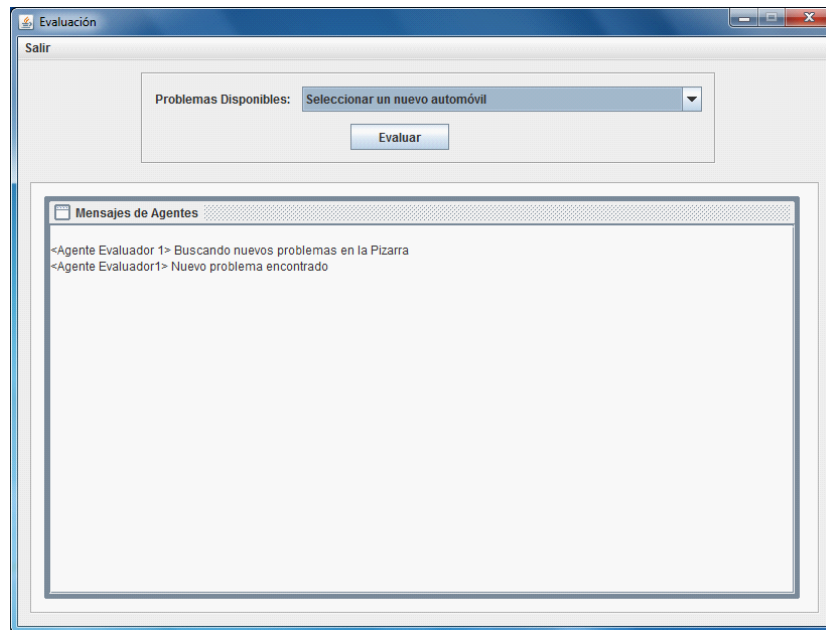 Evaluación
Salir
Problemas Disponibles: Seleccionar un nuevo automóvil
Evaluar
Mensajes de Agentes
<Agente Evaluador 1> Buscando nuevos problemas en la Pizarra
<Agente Evaluador1> Nuevo problema encontrado